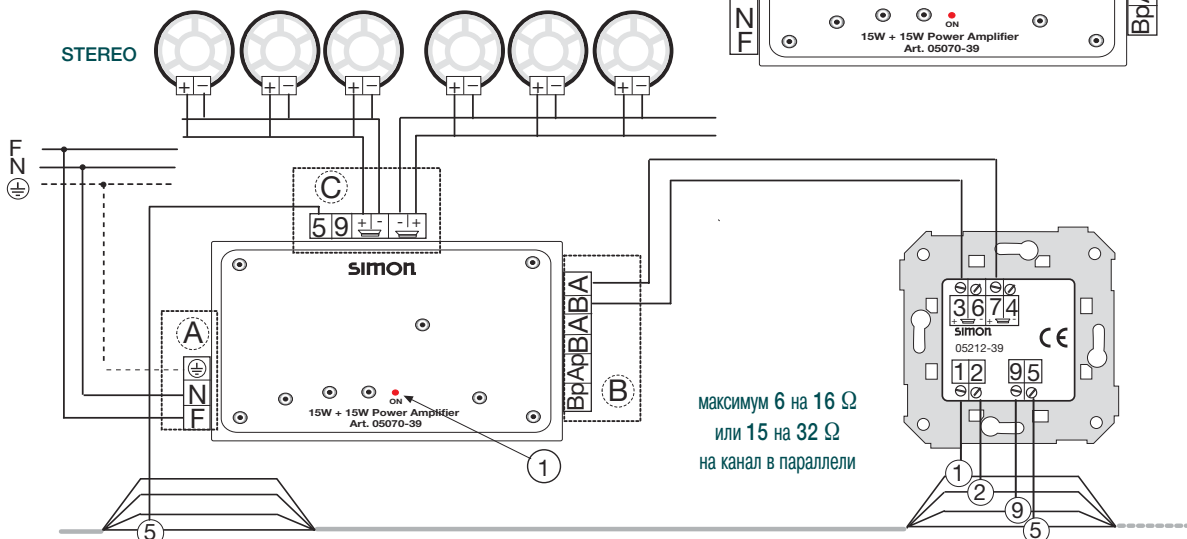 N
F
ON
15W + 15W Power Amplifier
Art. 05070-39
BpA
STEREO
+ − + − + − + − + − + −
F
N
C
5 9 + - - +
simon
A
N
F
ON
15W + 15W Power Amplifier
Art. 05070-39
1
A
B
A
B
Ap
Bp
B
3 6 7 4
+ - + -
simon
05212-39
CE
1 2 9 5
максимум 6 на 16 Ω
или 15 на 32 Ω
на канал в параллели
1
2
9
5
5